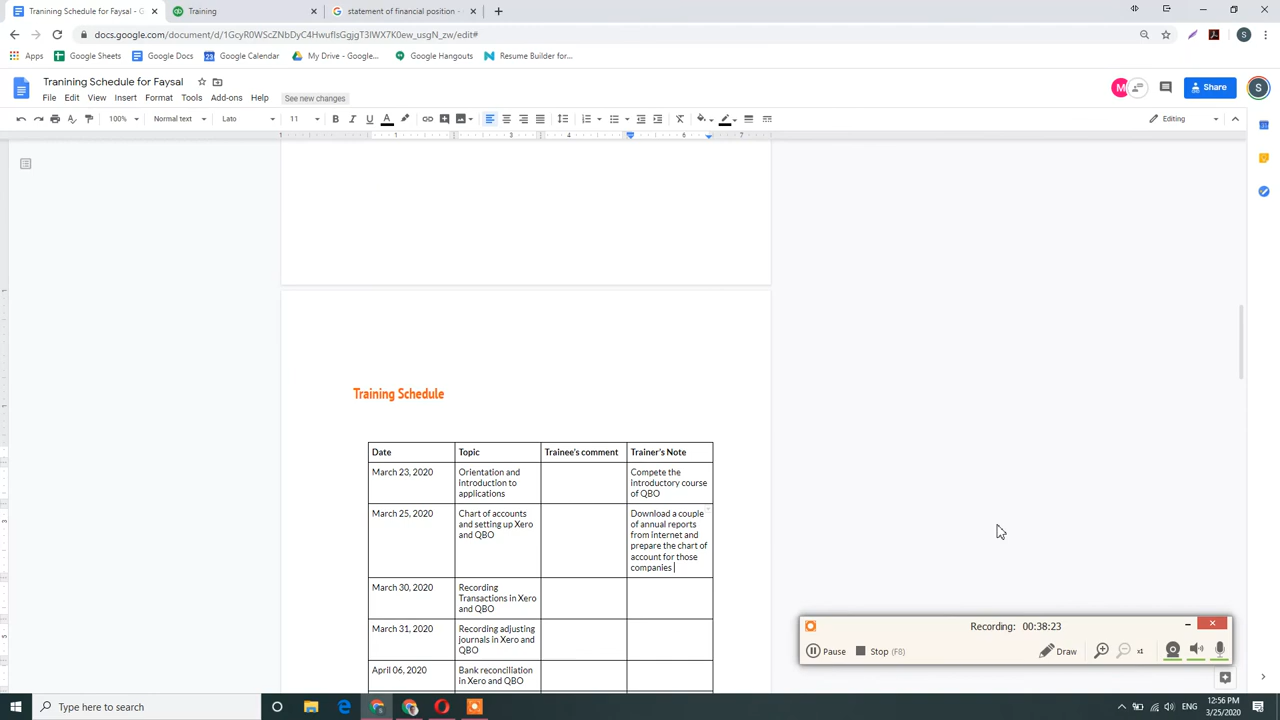 Tranining Schedule for Faysal - G
Training
statement of financial position -
docs.google.com/document/d/1GcyR0WScZNbDyC4HwufIsGgjgT3IWX7K0ew_usgN_zw/edit#
Apps
Google Sheets
Google Docs
Google Calendar
My Drive - Google...
Google Hangouts
Resume Builder for...
S
Tranining Schedule for Faysal
File Edit View Insert Format Tools Add-ons Help
See new changes
M
Share
S
100%
Normal text
Lato
11
B I U A
Editing
Training Schedule
Date Topic Trainee's comment Trainer's Note
March 23, 2020
Orientation and
introduction to
applications
Compete the
introductory course
of QBO
March 25, 2020
Chart of accounts
and setting up Xero
and QBO
Download a couple
of annual reports
from internet and
prepare the chart of
account for those
companies
March 30, 2020
Recording
Transactions in Xero
and QBO
March 31, 2020
Recording adjusting
journals in Xero and
QBO
April 06, 2020
Bank reconciliation
in Xero and QBO
Recording: 00:38:23
Pause
Stop (F8)
Draw
x1
Type here to search
ENG
12:56 PM
3/25/2020